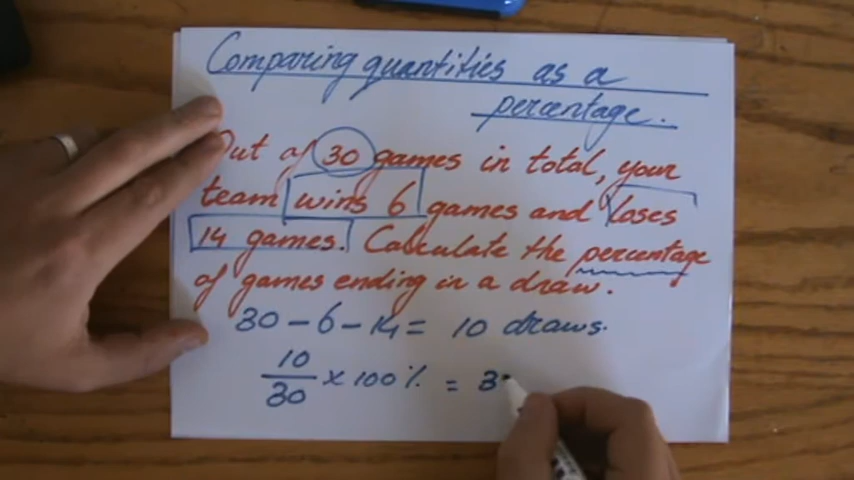 Comparing quantities as a
percentage.
Out of 30 games in total, your
team wins 6 games and loses
14 games. Calculate the percentage
of games ending in a draw.
30 - 6 - 14 = 10 draws.
10
30 × 100% = 3